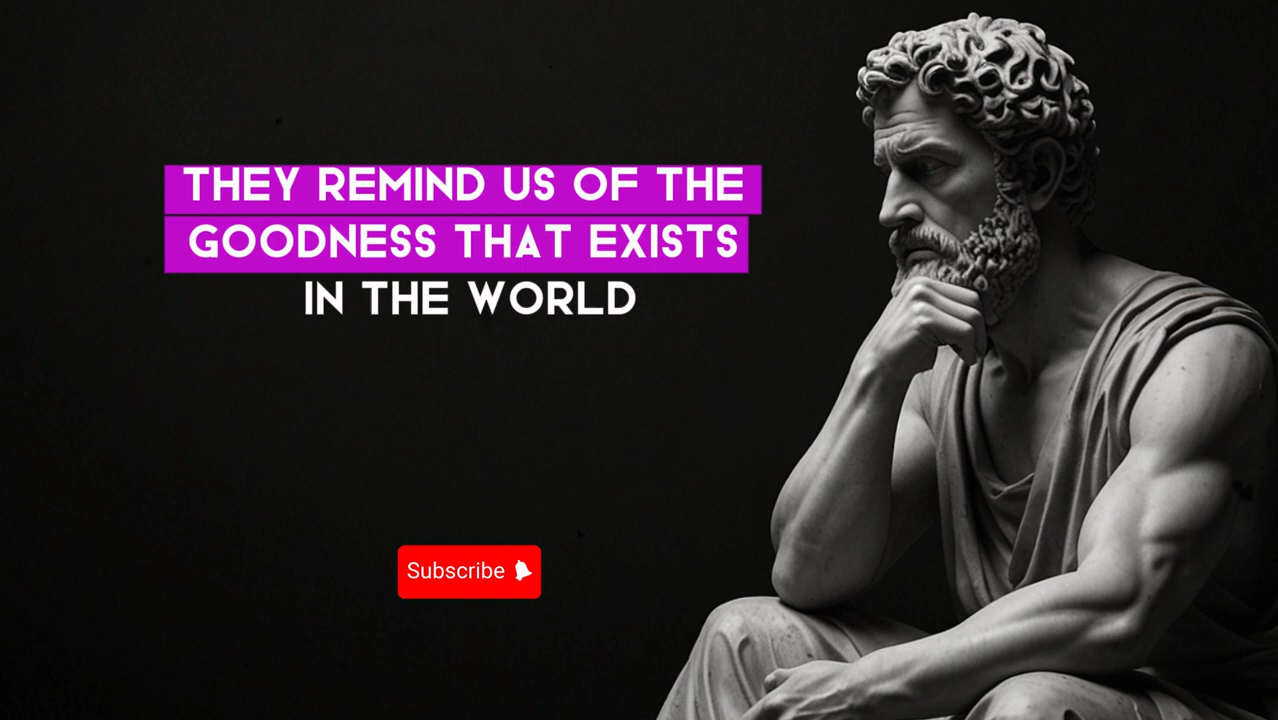 THEY REMIND US OF THE
GOODNESS THAT EXISTS
IN THE WORLD
Subscribe